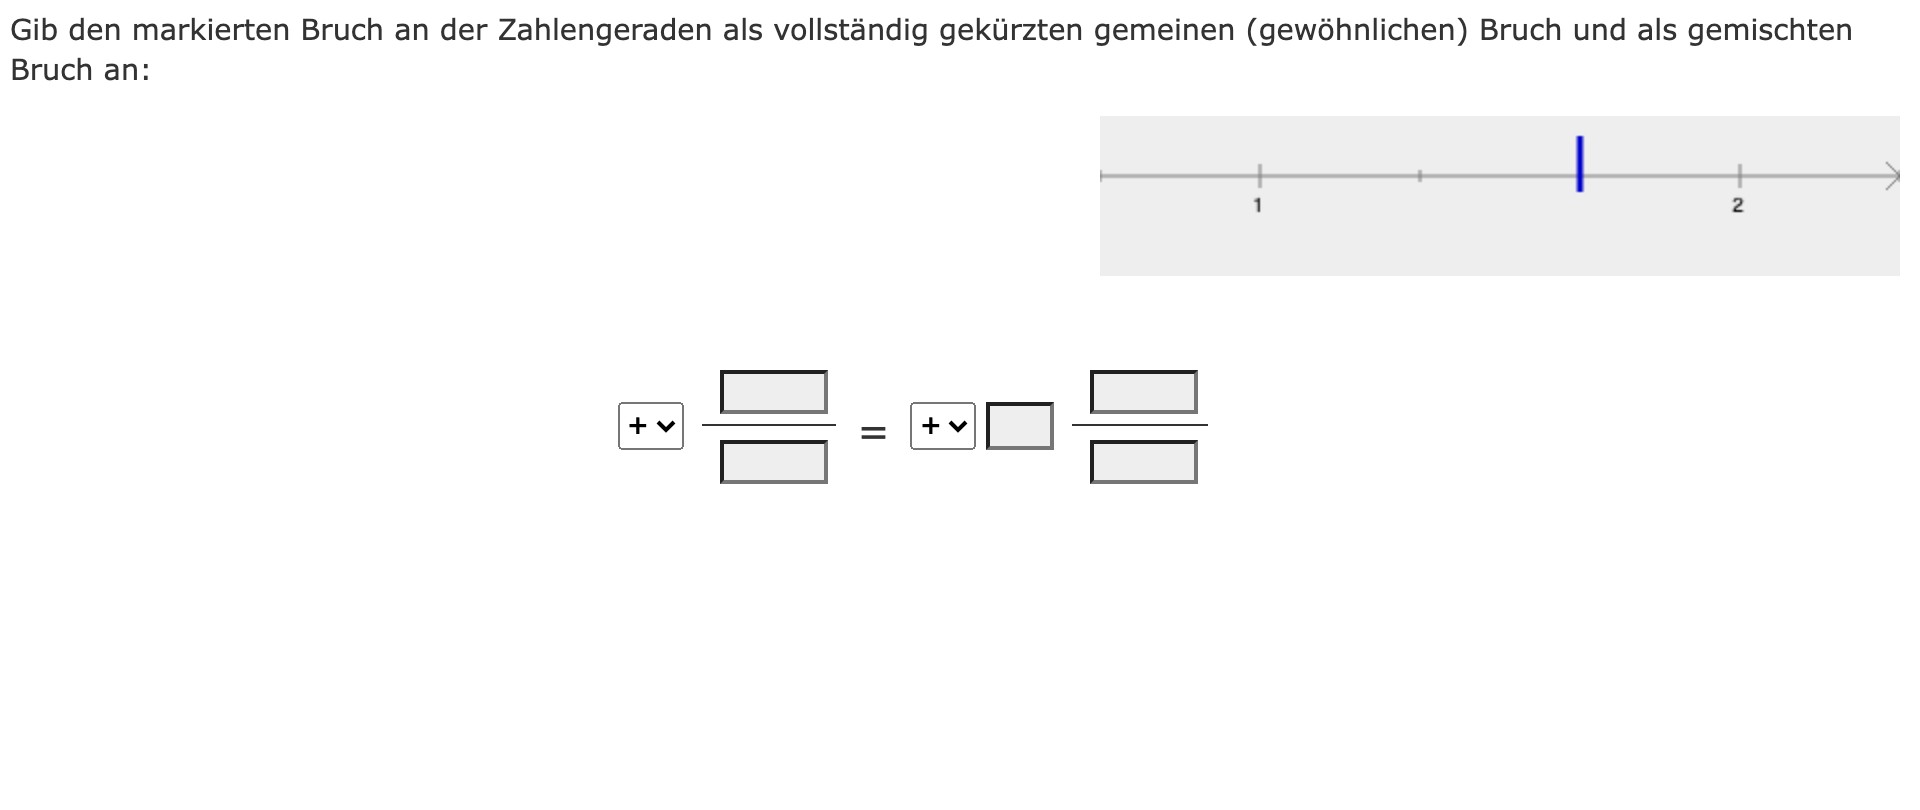 Gib den markierten Bruch an der Zahlengeraden als vollständig gekürzten gemeinen (gewöhnlichen) Bruch und als gemischten
Bruch an:
1 2
+ = +